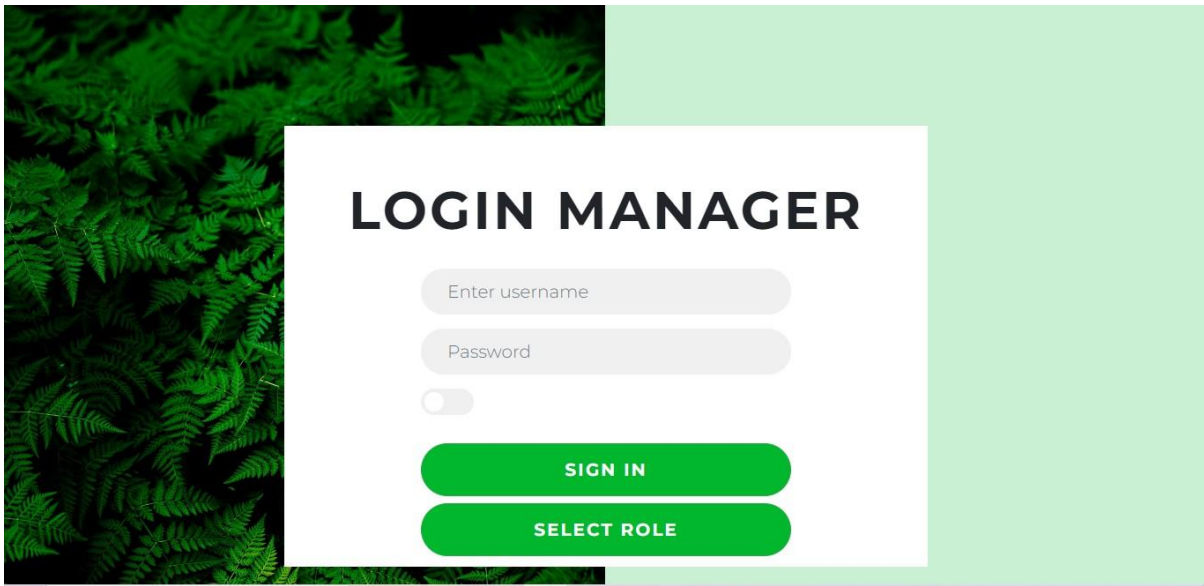 LOGIN MANAGER
Enter username
Password
SIGN IN
SELECT ROLE